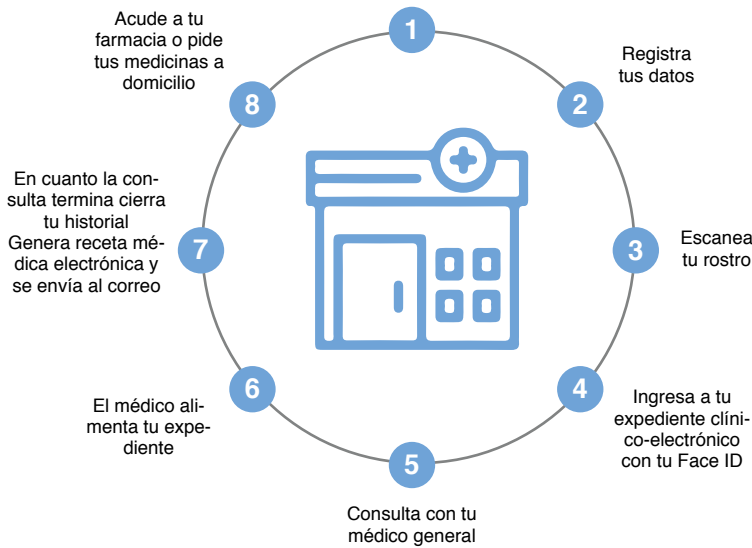 1
2
Registra
tus datos
3
Escanea
tu rostro
4
Ingresa a tu
expediente clíni-
co-electrónico
con tu Face ID
5
Consulta con tu
médico general
6
El médico ali-
menta tu expe-
diente
7
En cuanto la con-
sulta termina cierra
tu historial
Genera receta mé-
dica electrónica y
se envía al correo
8
Acude a tu
farmacia o pide
tus medicinas a
domicilio